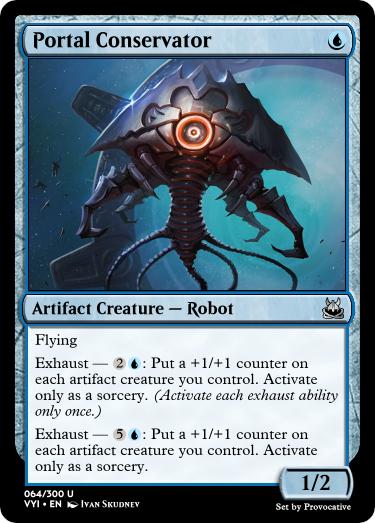 Portal Conservator
Artifact Creature — Robot
Flying
Exhaust — 2 : Put a +1/+1 counter on
each artifact creature you control. Activate
only as a sorcery. (Activate each exhaust ability
only once.)
Exhaust — 5 : Put a +1/+1 counter on
each artifact creature you control. Activate
only as a sorcery.
1/2
064/300 U
VYI • EN Ivan Skudnev
Set by Provocative